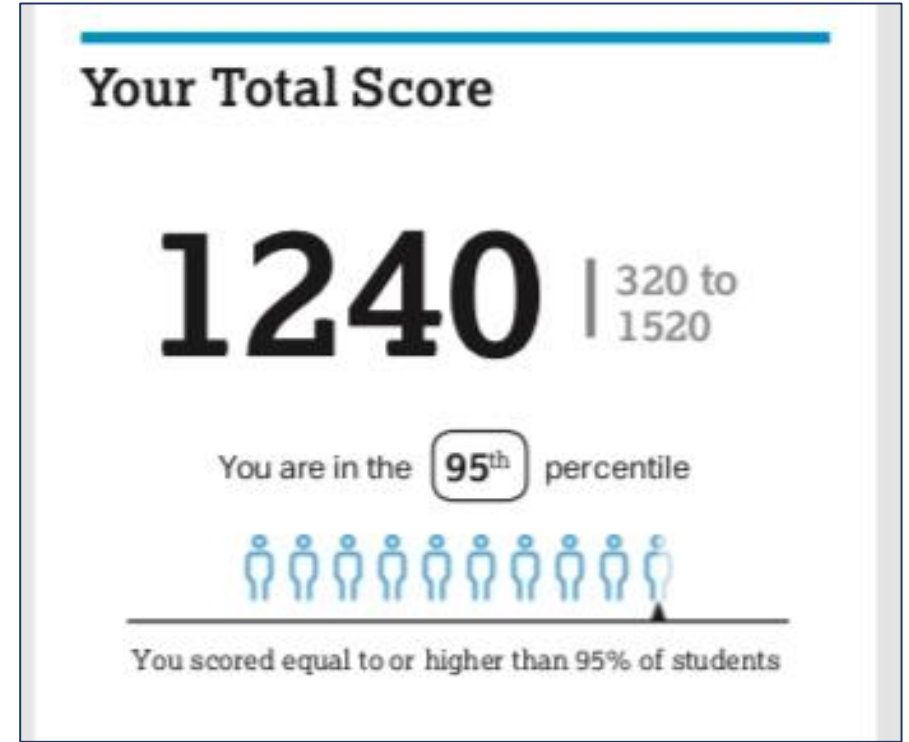 Your Total Score
1240
320 to
1520
You are in the 95th percentile
You scored equal to or higher than 95% of students